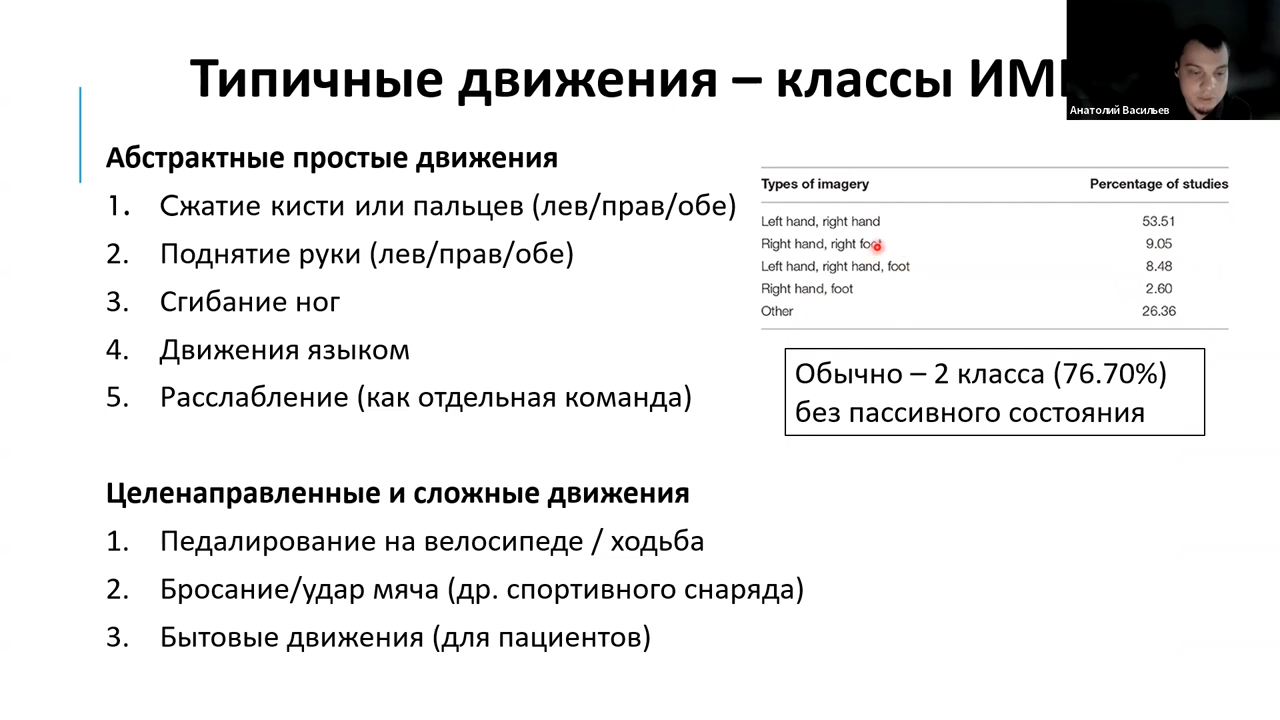 Типичные движения – классы ИМ
Анатолий Васильев
Абстрактные простые движения
1. Сжатие кисти или пальцев (лев/прав/обе)
2. Поднятие руки (лев/прав/обе)
3. Сгибание ног
4. Движения языком
5. Расслабление (как отдельная команда)
Целенаправленные и сложные движения
1. Педалирование на велосипеде / ходьба
2. Бросание/удар мяча (др. спортивного снаряда)
3. Бытовые движения (для пациентов)
Types of imagery Percentage of studies
Left hand, right hand 53.51
Right hand, right foot 9.05
Left hand, right hand, foot 8.48
Right hand, foot 2.60
Other 26.36
Обычно – 2 класса (76.70%)
без пассивного состояния